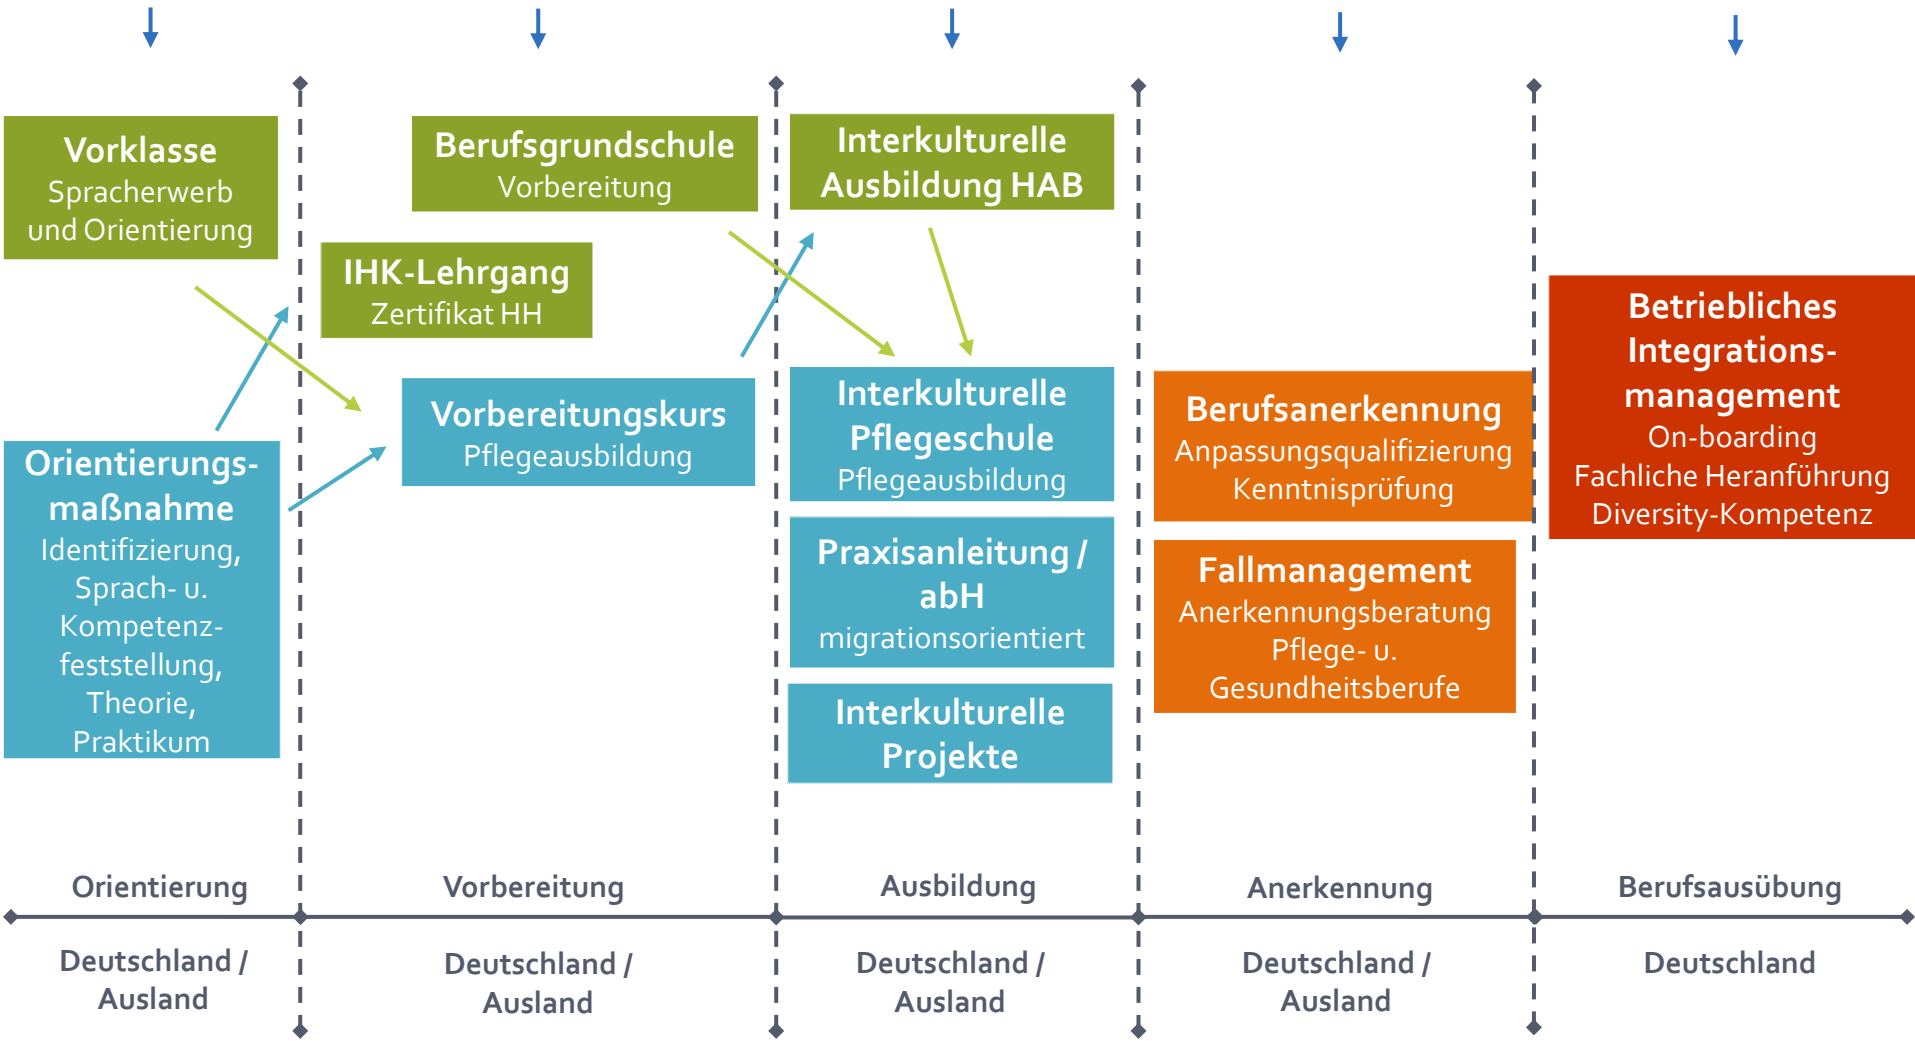 Vorklasse
Spracherwerb
und Orientierung
Orientierungs-
maßnahme
Identifizierung,
Sprach- u.
Kompetenz-
feststellung,
Theorie,
Praktikum
Berufsgrundschule
Vorbereitung
IHK-Lehrgang
Zertifikat HH
Vorbereitungskurs
Pflegeausbildung
Interkulturelle
Ausbildung HAB
Interkulturelle
Pflegeschule
Pflegeausbildung
Praxisanleitung /
abH
migrationsorientiert
Interkulturelle
Projekte
Berufsanerkennung
Anpassungsqualifizierung
Kenntnisprüfung
Fallmanagement
Anerkennungsberatung
Pflege- u.
Gesundheitsberufe
Betriebliches
Integrations-
management
On-boarding
Fachliche Heranführung
Diversity-Kompetenz
Orientierung
Vorbereitung
Ausbildung
Anerkennung
Berufsausübung
Deutschland /
Ausland
Deutschland /
Ausland
Deutschland /
Ausland
Deutschland /
Ausland
Deutschland